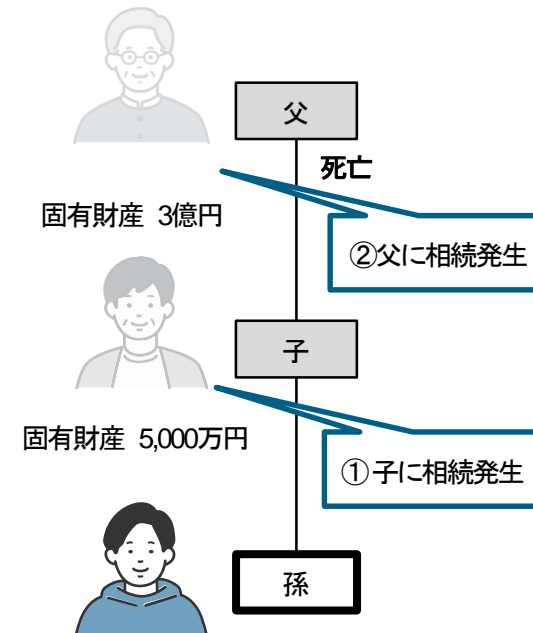 父
死亡
固有財産 3億円
②父に相続発生
子
固有財産 5,000万円
①子に相続発生
孫